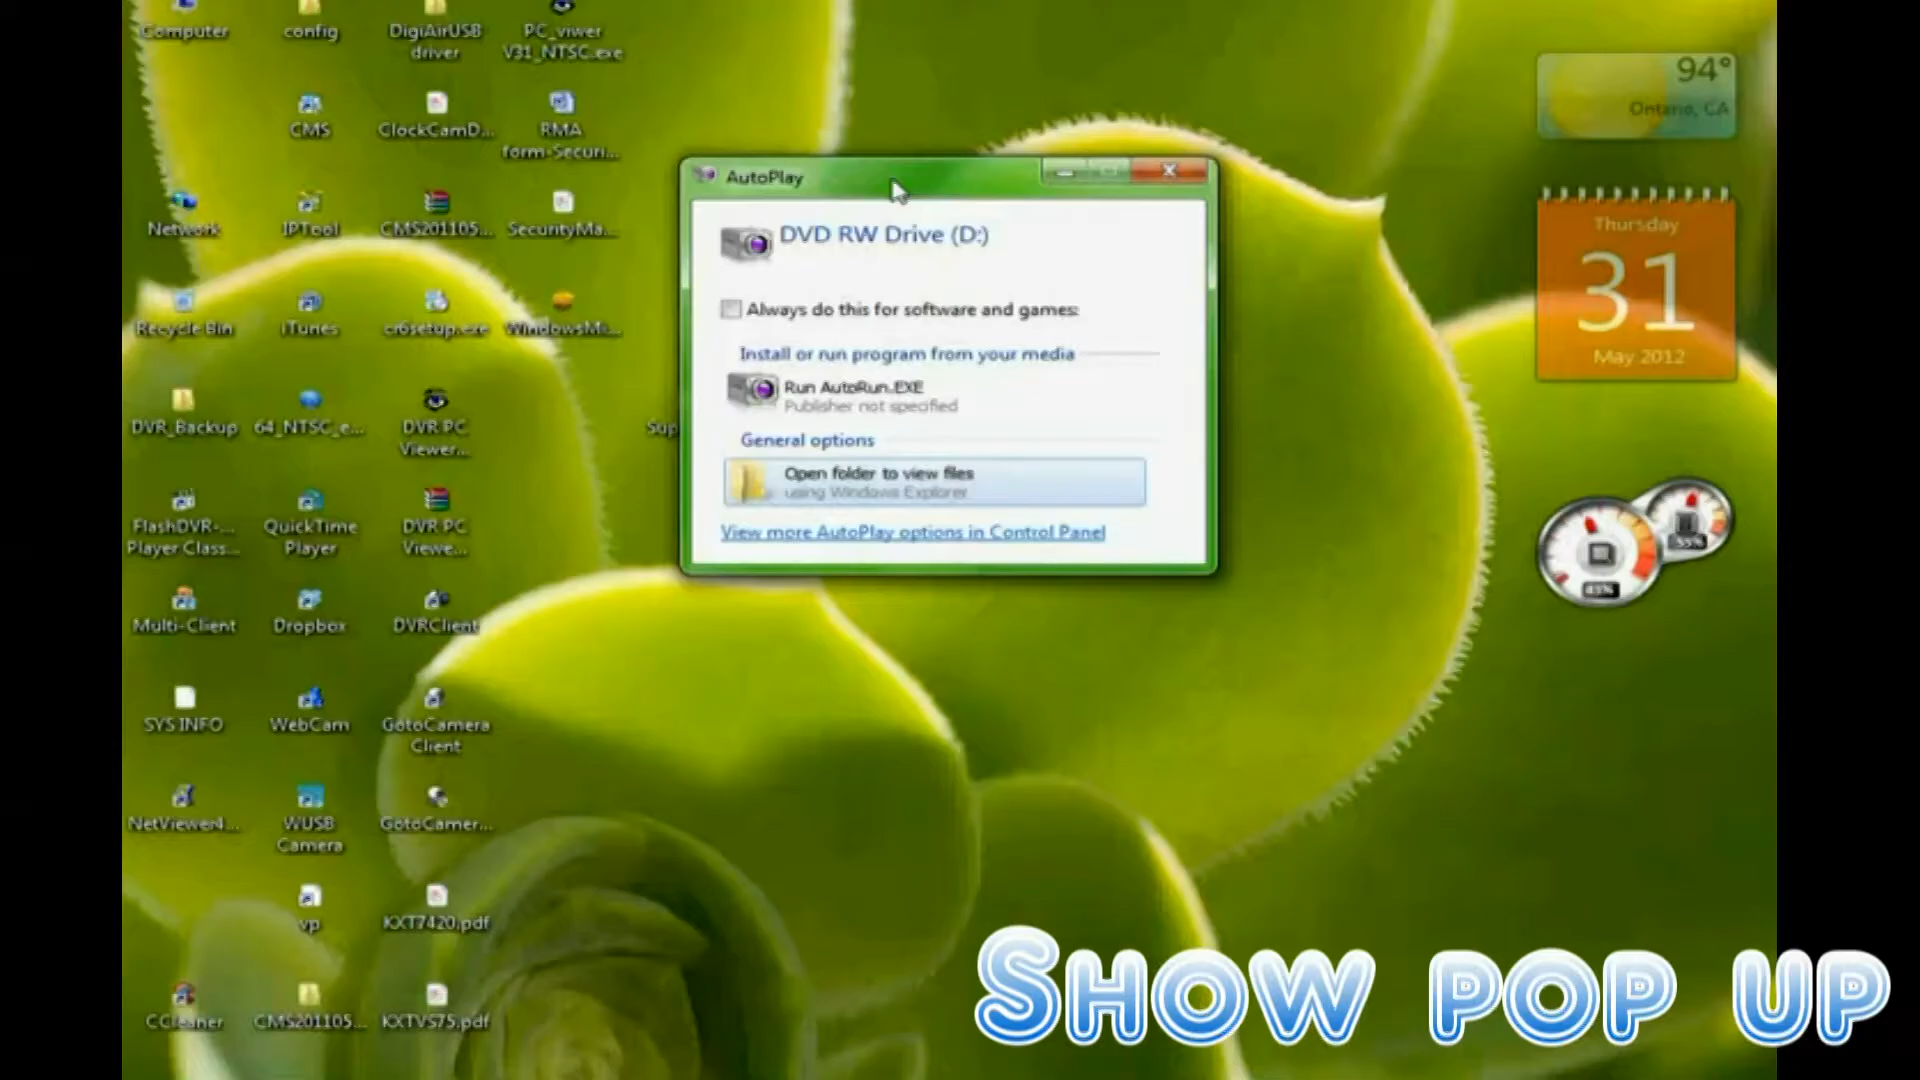 Computer
config
DigiAirUSB
driver
PC_viwer
V31_NTSC.exe
CMS
ClockCamD...
RMA
form-Securi...
Network
IPTool
CMS201105...
SecurityMa...
Recycle Bin
iTunes
cr6setup.exe
WindowsMi...
DVR_Backup
64_NTSC_e...
DVR PC
Viewer...
Sup
FlashDVR-...
Player Class...
QuickTime
Player
DVR PC
Viewe...
Multi-Client
Dropbox
DVRClient
SYS INFO
WebCam
GotoCamera
Client
NetViewer4...
WUSB
Camera
GotoCamer...
vp
KXT7420.pdf
CCleaner
CMS201105...
KXTVS75.pdf
AutoPlay
DVD RW Drive (D:)
Always do this for software and games:
Install or run program from your media
Run AutoRun.EXE
Publisher not specified
General options
Open folder to view files
using Windows Explorer
View more AutoPlay options in Control Panel
94°
Ontario, CA
Thursday
31
May 2012
Show pop up